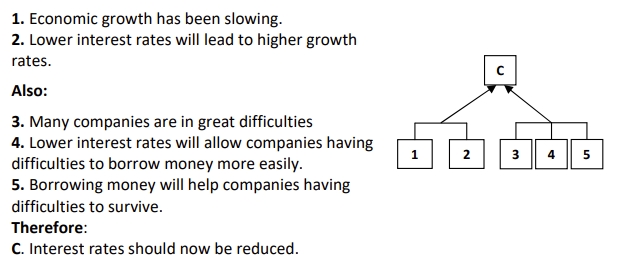 1. Economic growth has been slowing.
2. Lower interest rates will lead to higher growth
rates.
Also:
3. Many companies are in great difficulties
4. Lower interest rates will allow companies having
difficulties to borrow money more easily.
5. Borrowing money will help companies having
difficulties to survive.
Therefore:
C. Interest rates should now be reduced.
C
1 2 3 4 5